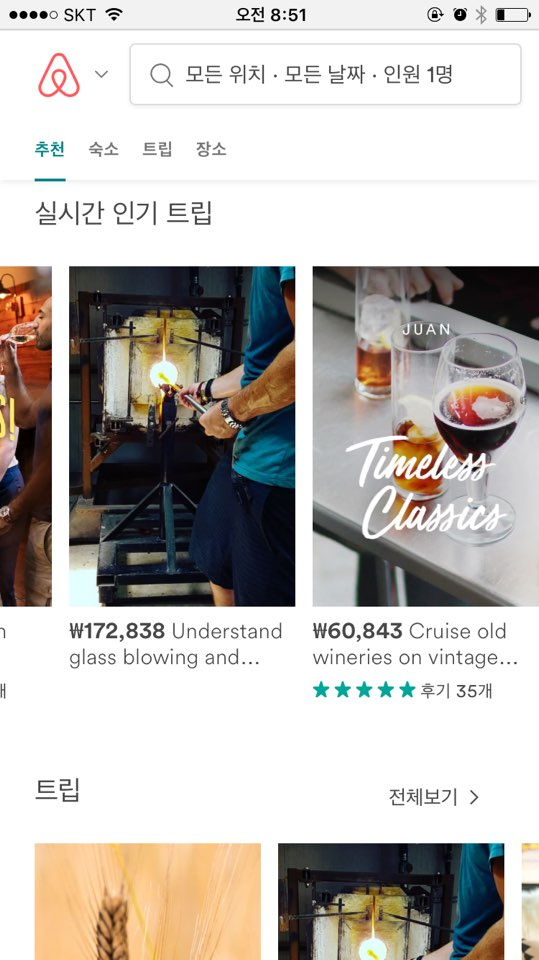 SKT 오전 8:51
모든 위치 · 모든 날짜 · 인원 1명
추천 숙소 트립 장소
실시간 인기 트립
JUAN
Timeless
Classics
₩172,838 Understand
glass blowing and...
₩60,843 Cruise old
wineries on vintage...
후기 35개
트립 전체보기